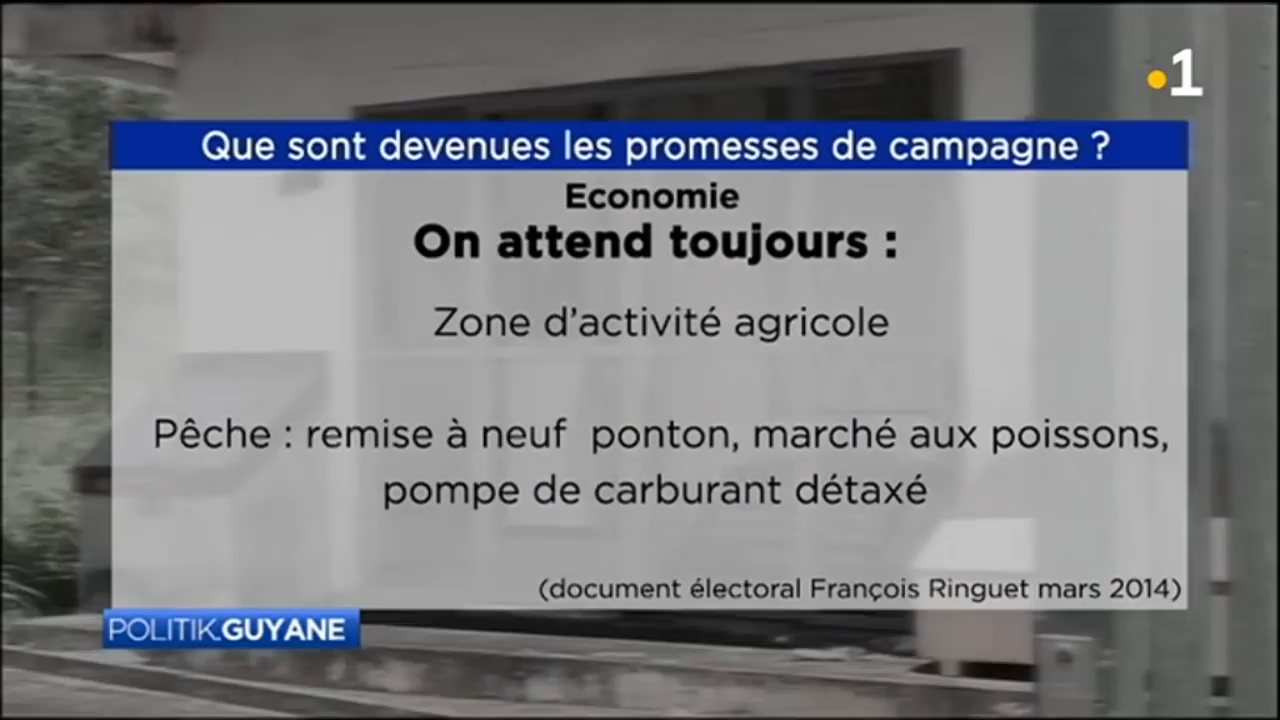 1
Que sont devenues les promesses de campagne ?
Economie
On attend toujours :
Zone d'activité agricole
Pêche : remise à neuf ponton, marché aux poissons,
pompe de carburant détaxé
(document électoral François Ringuet mars 2014)
POLITIK.GUYANE